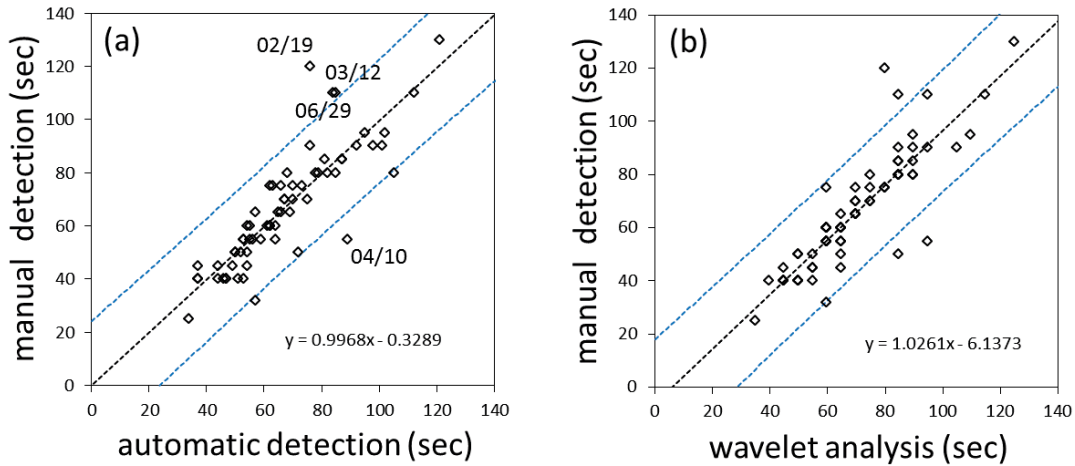 (a)
02/19
03/12
06/29
04/10
y = 0.9968x - 0.3289
manual detection (sec)
140
120
100
80
60
40
20
0
0 20 40 60 80 100 120 140
automatic detection (sec)
(b)
y = 1.0261x - 6.1373
manual detection (sec)
140
120
100
80
60
40
20
0
0 20 40 60 80 100 120 140
wavelet analysis (sec)